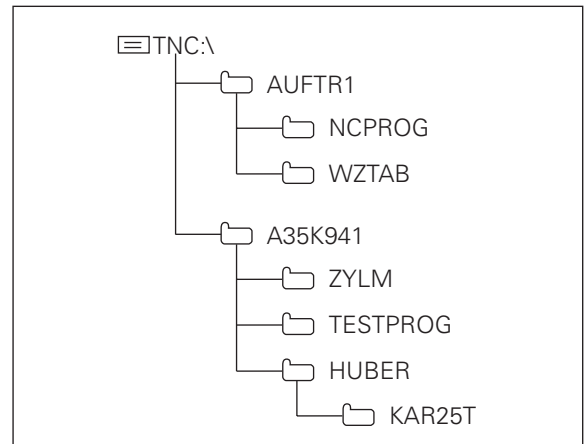 TNC:\
AUFTR1
NCPROG
WZTAB
A35K941
ZYLM
TESTPROG
HUBER
KAR25T